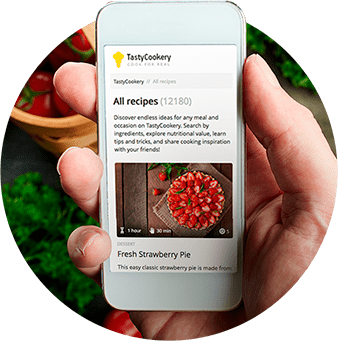 TastyCookery
COOK FOR REAL
TastyCookery // All recipes
All recipes (12180)
Discover endless ideas for any meal and
occasion on TastyCookery. Search by
ingredients, explore nutritional value, learn
tips and tricks, and share cooking inspiration
with your friends!
1 hour 30 min 5
DESSERT
Fresh Strawberry Pie
This easy classic strawberry pie is made from